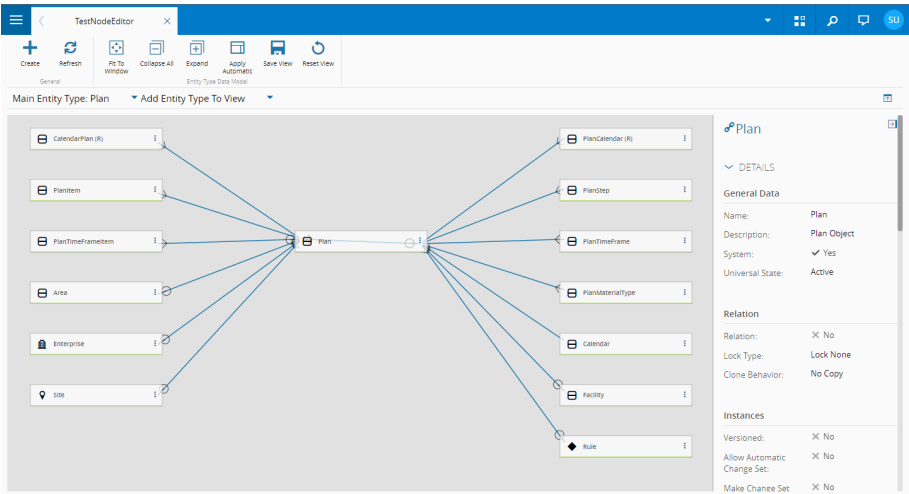 TestNodeEditor
SU
Create
Refresh
Fit To
Window
Collapse All
Expand
Apply
Automatic
Save View
Reset View
General
Entity Type Data Model
Main Entity Type: Plan
Add Entity Type To View
CalendarPlan (R)
PlanItem
PlanTimeFrameItem
Area
Enterprise
Site
Plan
PlanCalendar (R)
PlanStep
PlanTimeFrame
PlanMaterialType
Calendar
Facility
Rule
Plan
DETAILS
General Data
Name: Plan
Description: Plan Object
System: Yes
Universal State: Active
Relation
Relation: No
Lock Type: Lock None
Clone Behavior: No Copy
Instances
Versioned: No
Allow Automatic No
Change Set:
Make Change Set No